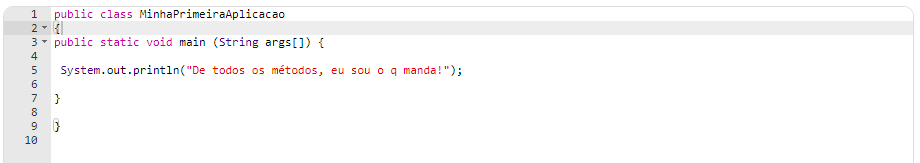 1 public class MinhaPrimeiraAplicacao
2 {
3 public static void main (String args[]) {
4
5 System.out.println("De todos os métodos, eu sou o q manda!");
6
7 }
8
9 }
10